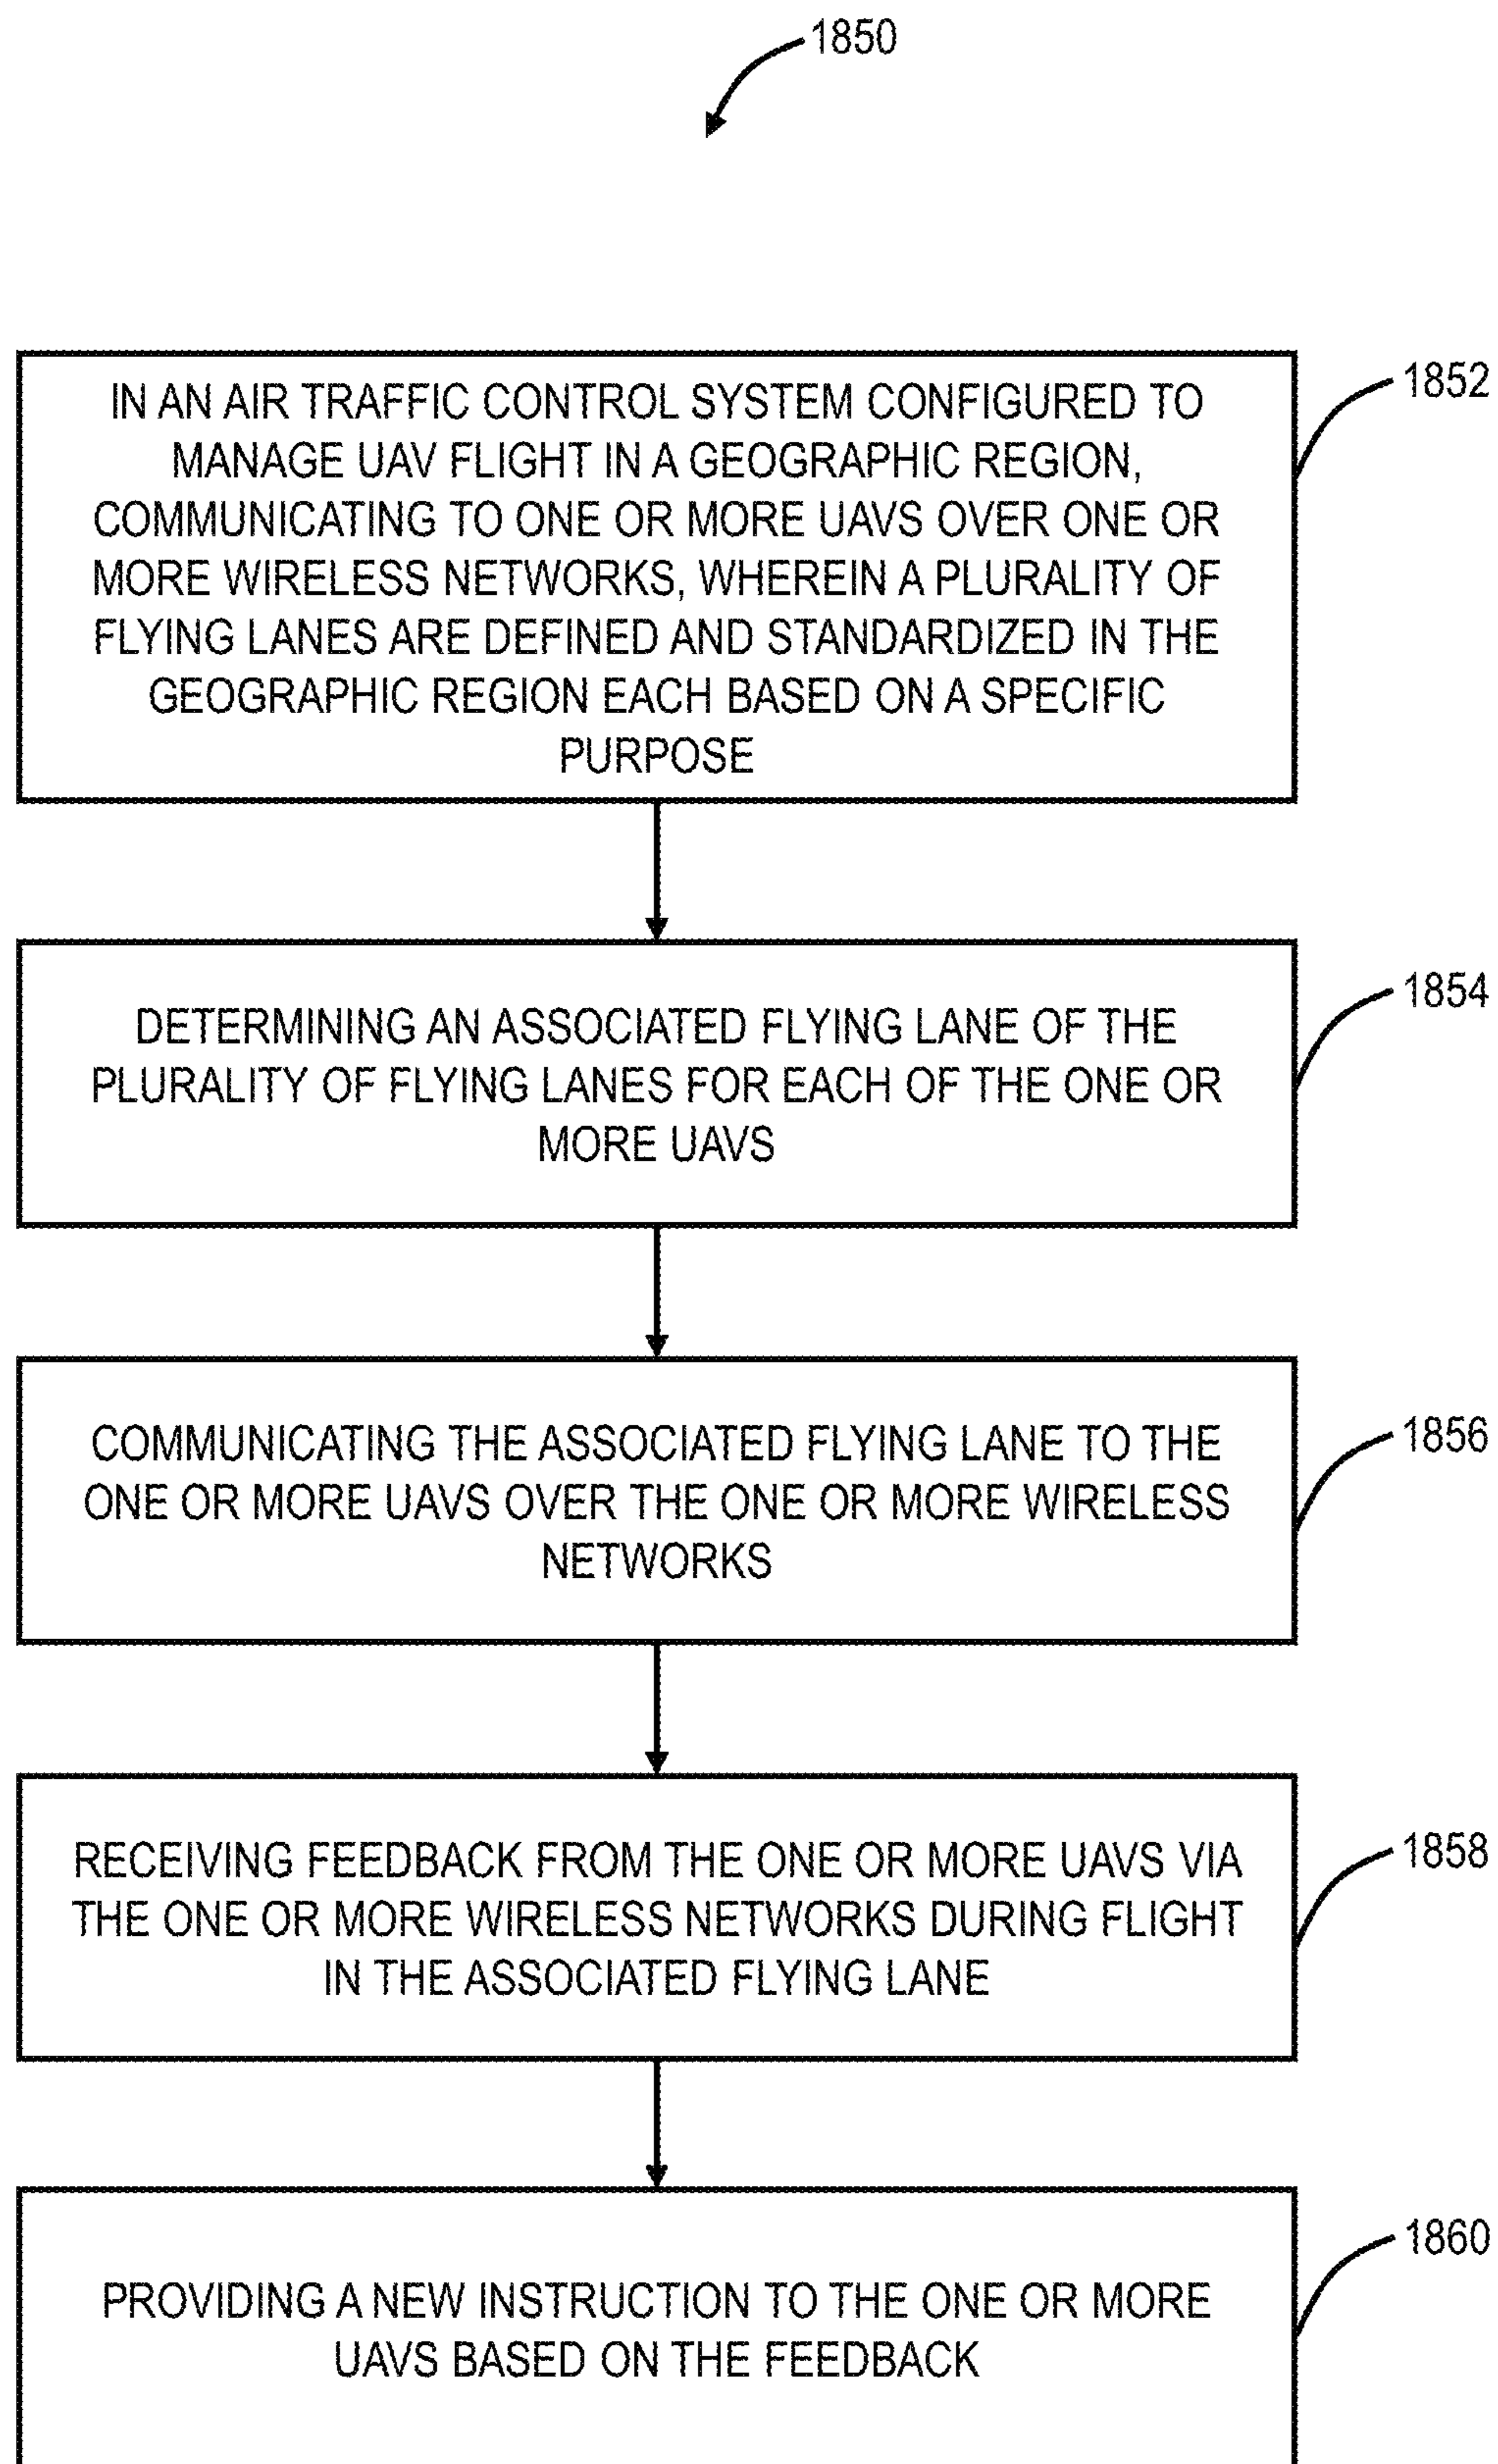 1850
IN AN AIR TRAFFIC CONTROL SYSTEM CONFIGURED TO
MANAGE UAV FLIGHT IN A GEOGRAPHIC REGION,
COMMUNICATING TO ONE OR MORE UAVS OVER ONE OR
MORE WIRELESS NETWORKS, WHEREIN A PLURALITY OF
FLYING LANES ARE DEFINED AND STANDARDIZED IN THE
GEOGRAPHIC REGION EACH BASED ON A SPECIFIC
PURPOSE
1852
DETERMINING AN ASSOCIATED FLYING LANE OF THE
PLURALITY OF FLYING LANES FOR EACH OF THE ONE OR
MORE UAVS
1854
COMMUNICATING THE ASSOCIATED FLYING LANE TO THE
ONE OR MORE UAVS OVER THE ONE OR MORE WIRELESS
NETWORKS
1856
RECEIVING FEEDBACK FROM THE ONE OR MORE UAVS VIA
THE ONE OR MORE WIRELESS NETWORKS DURING FLIGHT
IN THE ASSOCIATED FLYING LANE
1858
PROVIDING A NEW INSTRUCTION TO THE ONE OR MORE
UAVS BASED ON THE FEEDBACK
1860